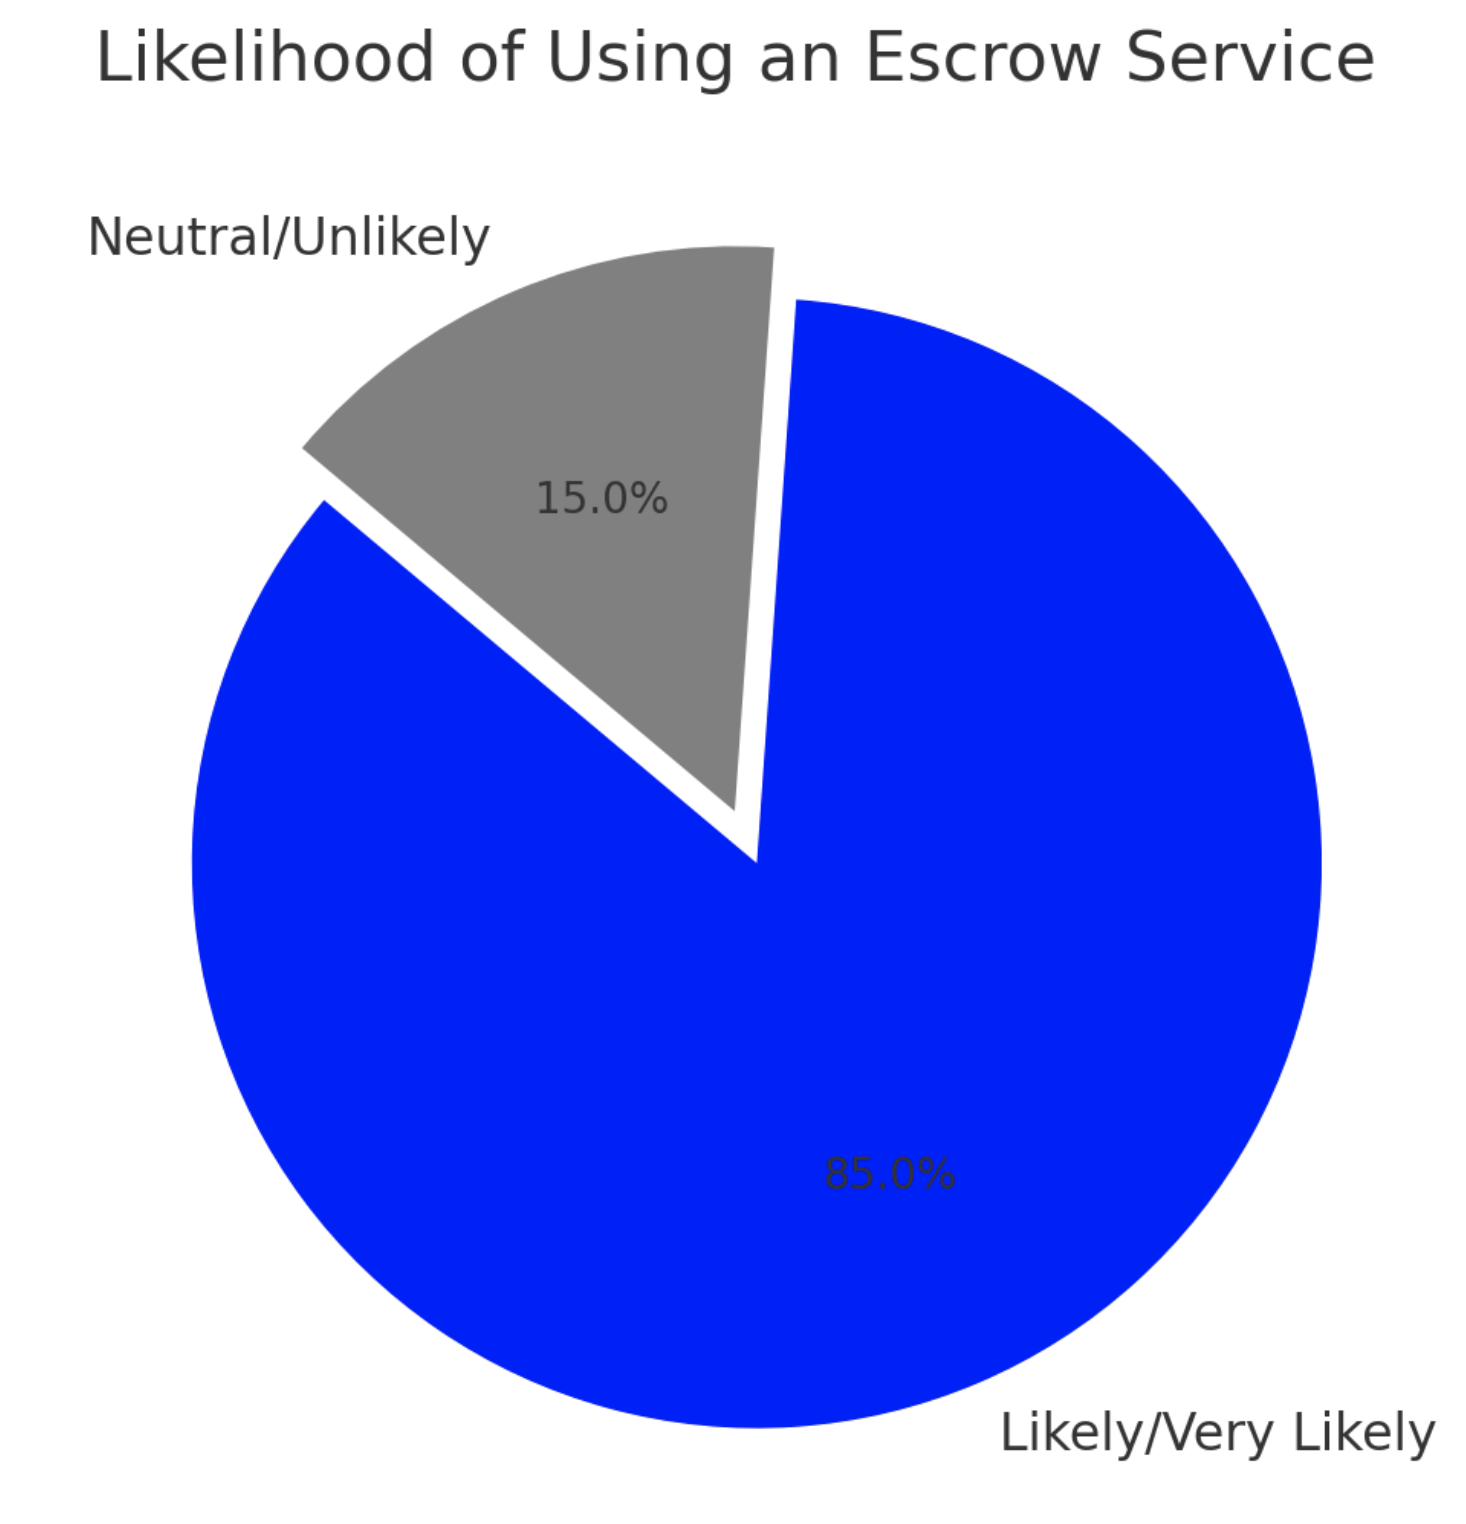 Likelihood of Using an Escrow Service
Neutral/Unlikely
15.0%
85.0%
Likely/Very Likely